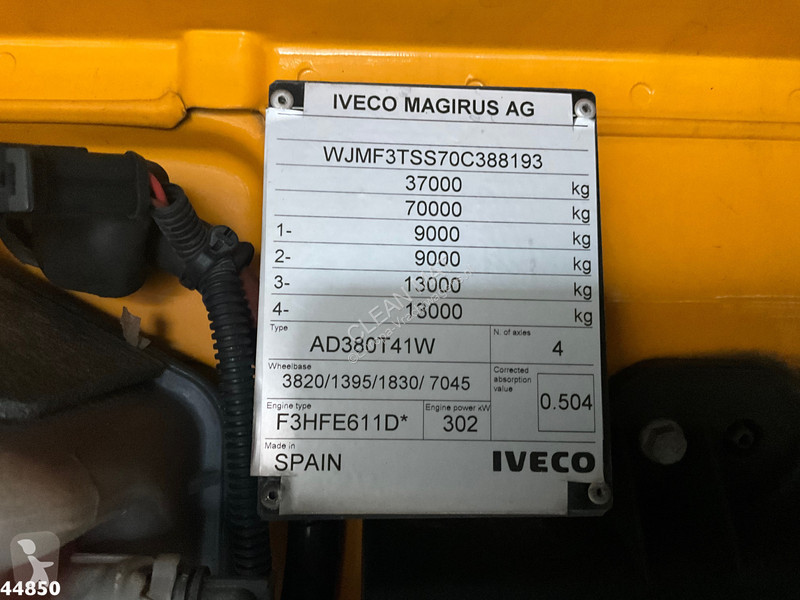 IVECO MAGIRUS AG
WJMF3TSS70C388193
37000 kg
70000 kg
1- 9000 kg
2- 9000 kg
3- 13000 kg
4- 13000 kg
Type
AD380T41W
N. of axles
4
Wheelbase
3820/1395/1830/ 7045
Corrected
absorption
value
0.504
Engine type
F3HFE611D*
Engine power kW
302
Made in
SPAIN
IVECO
44850